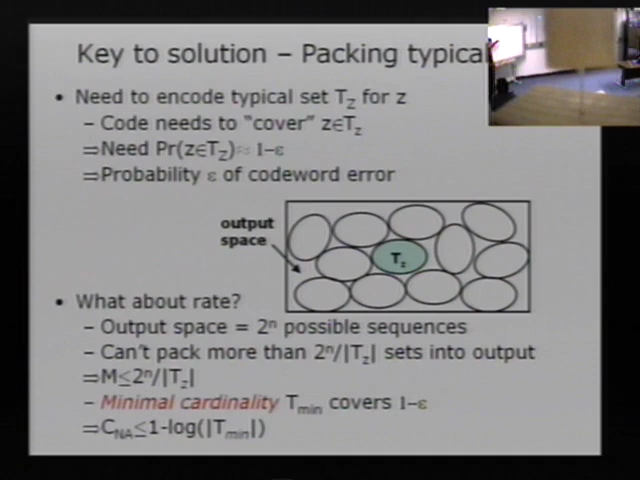 Key to solution – Packing typical
• Need to encode typical set T_Z for z
– Code needs to "cover" z∈T_z
⇒Need Pr(z∈T_Z)≈ 1-ε
⇒Probability ε of codeword error
output
space
T_z
• What about rate?
– Output space = 2ⁿ possible sequences
– Can't pack more than 2ⁿ/|T_z| sets into output
⇒M≤2ⁿ/|T_z|
– Minimal cardinality T_min covers 1-ε
⇒C_NA≤1-log(|T_min|)